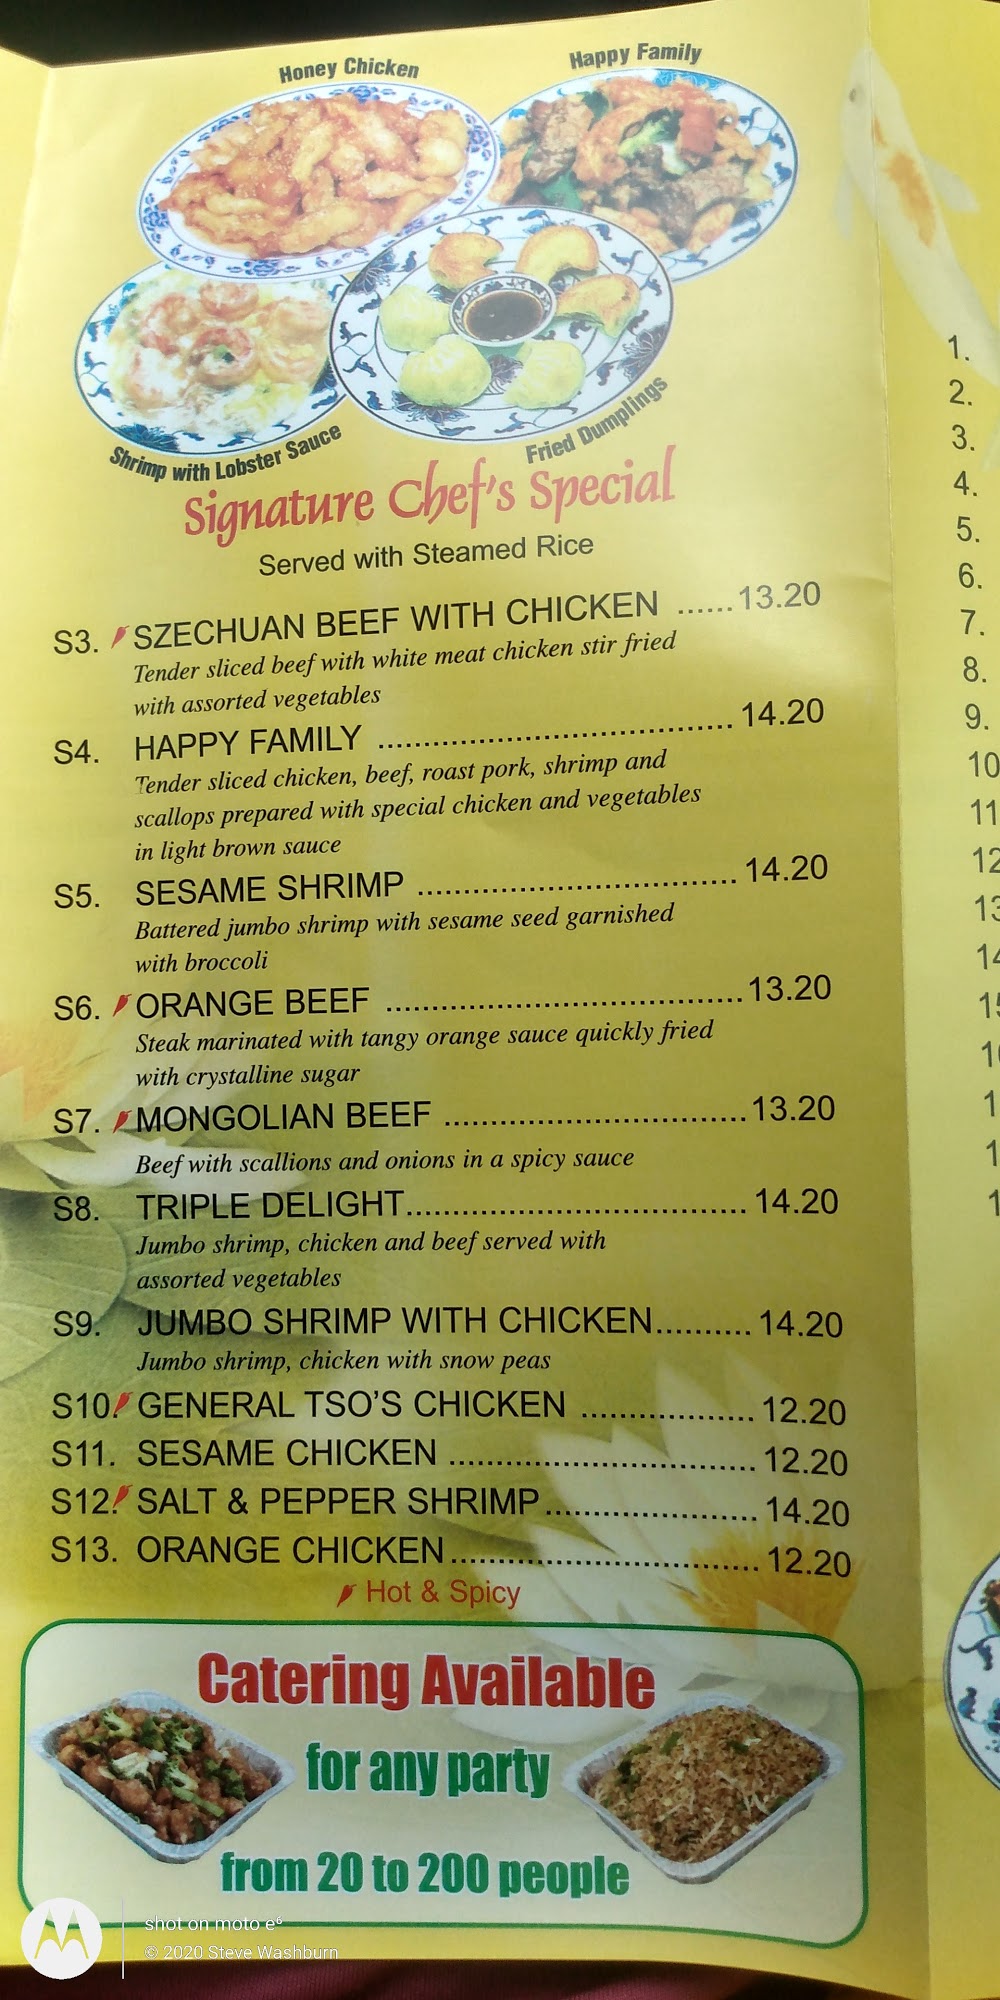 Honey Chicken
Happy Family
Shrimp with Lobster Sauce
Fried Dumplings
Signature Chef's Special
Served with Steamed Rice
S3. SZECHUAN BEEF WITH CHICKEN ......13.20
Tender sliced beef with white meat chicken stir fried
with assorted vegetables
S4. HAPPY FAMILY ....................................... 14.20
Tender sliced chicken, beef, roast pork, shrimp and
scallops prepared with special chicken and vegetables
in light brown sauce
S5. SESAME SHRIMP ................................... 14.20
Battered jumbo shrimp with sesame seed garnished
with broccoli
S6. ORANGE BEEF .......................................13.20
Steak marinated with tangy orange sauce quickly fried
with crystalline sugar
S7. MONGOLIAN BEEF .................................13.20
Beef with scallions and onions in a spicy sauce
S8. TRIPLE DELIGHT..................................... 14.20
Jumbo shrimp, chicken and beef served with
assorted vegetables
S9. JUMBO SHRIMP WITH CHICKEN.......... 14.20
Jumbo shrimp, chicken with snow peas
S10. GENERAL TSO'S CHICKEN ................... 12.20
S11. SESAME CHICKEN .................................. 12.20
S12. SALT & PEPPER SHRIMP....................... 14.20
S13. ORANGE CHICKEN.................................. 12.20
Hot & Spicy
Catering Available
for any party
from 20 to 200 people
1.
2.
3.
4.
5.
6.
7.
8.
9.
10
11
12
13
14
shot on moto e⁶
© 2020 Steve Washburn